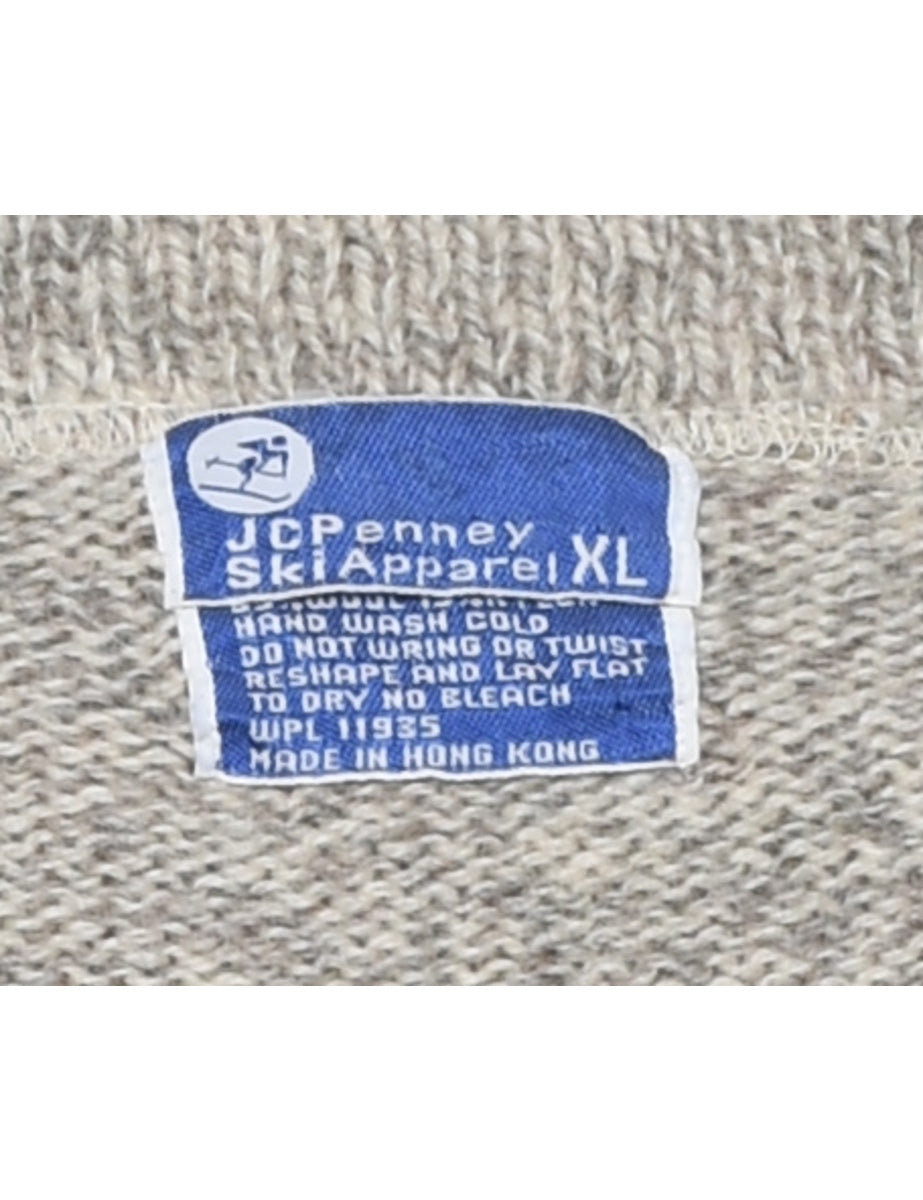 JCPenney
Ski Apparel XL
WOOL
HAND WASH COLD
DO NOT WRING OR TWIST
RESHAPE AND LAY FLAT
TO DRY NO BLEACH
WPL 11935
MADE IN HONG KONG